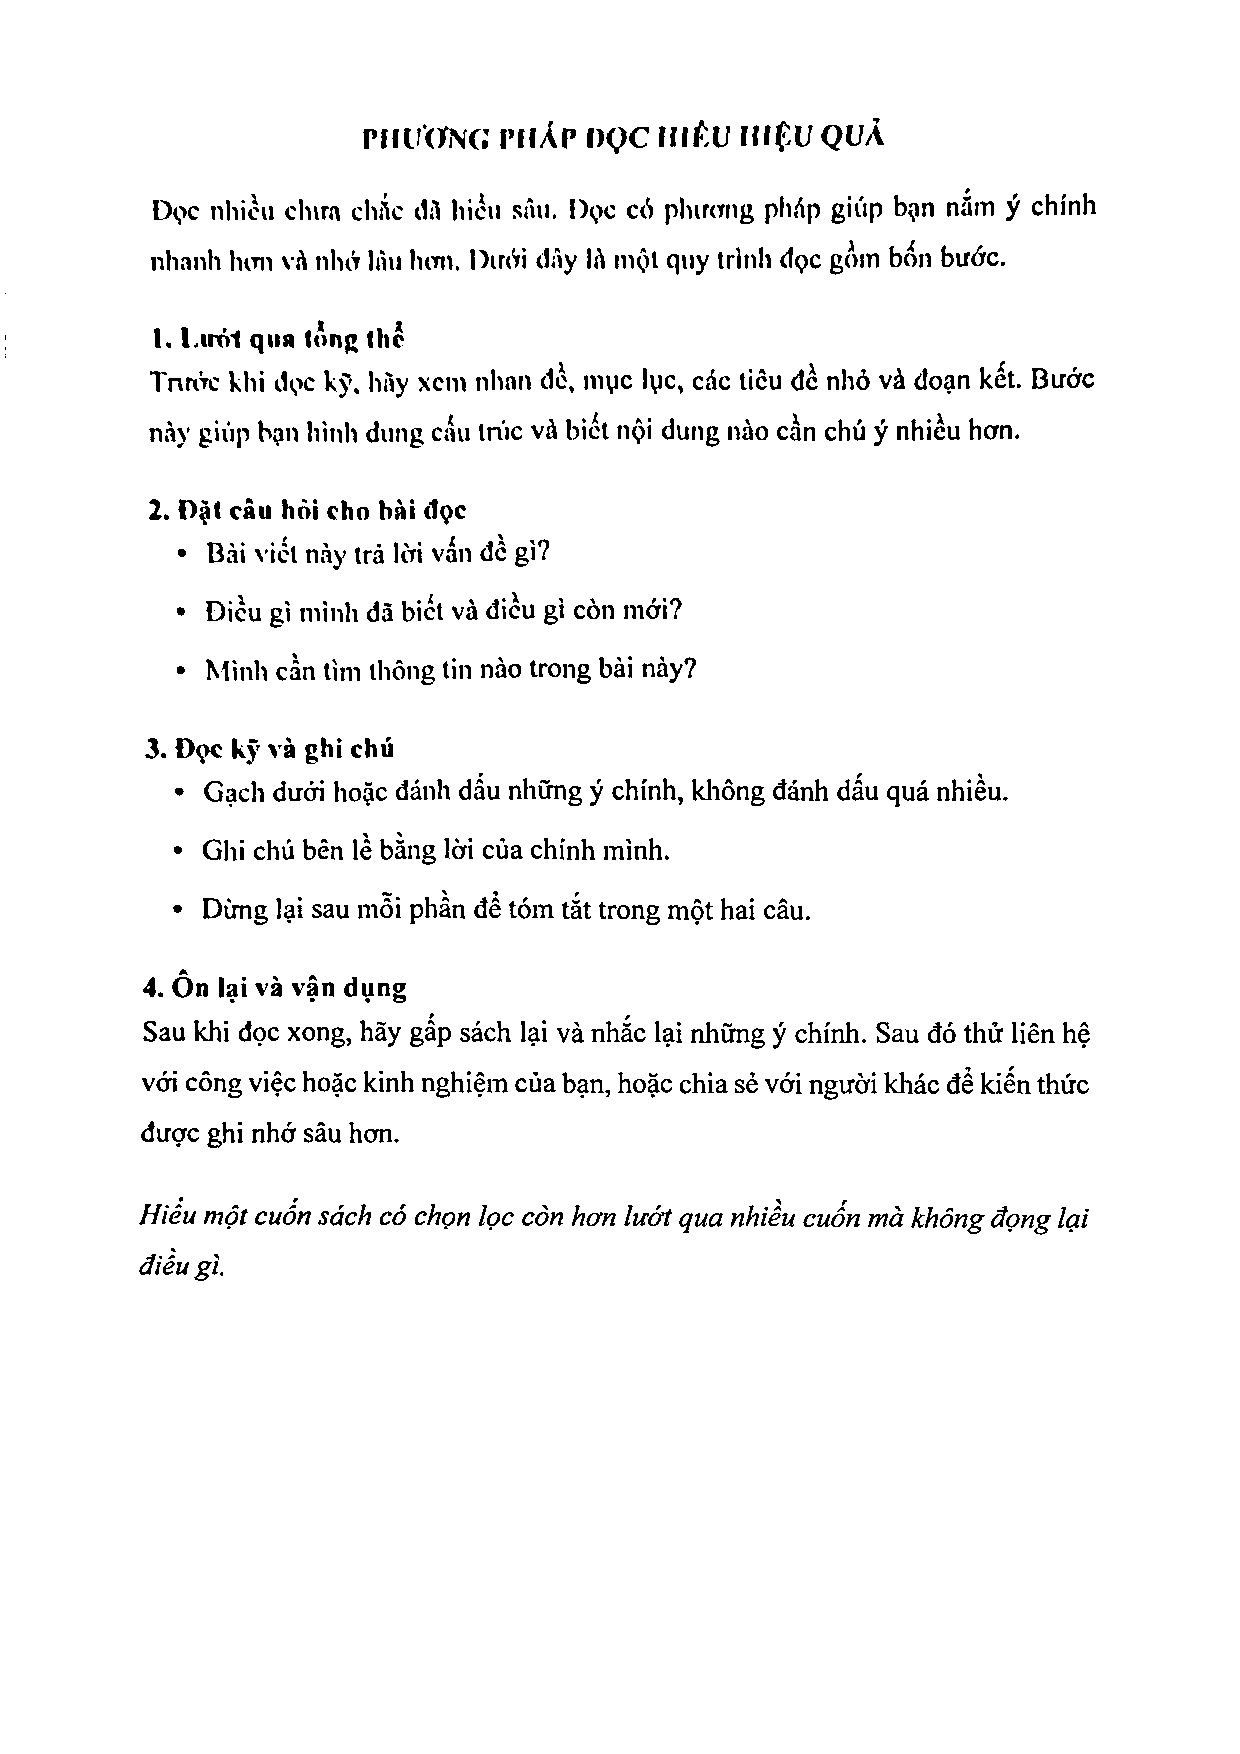 PHƯƠNG PHÁP ĐỌC HIỂU HIỆU QUẢ
Đọc nhiều chưa chắc đã hiểu sâu. Đọc có phương pháp giúp bạn nắm ý chính
nhanh hơn và nhớ lâu hơn. Dưới đây là một quy trình đọc gồm bốn bước.
1. Lướt qua tổng thể
Trước khi đọc kỹ, hãy xem nhan đề, mục lục, các tiêu đề nhỏ và đoạn kết. Bước
này giúp bạn hình dung cấu trúc và biết nội dung nào cần chú ý nhiều hơn.
2. Đặt câu hỏi cho bài đọc
• Bài viết này trả lời vấn đề gì?
• Điều gì mình đã biết và điều gì còn mới?
• Mình cần tìm thông tin nào trong bài này?
3. Đọc kỹ và ghi chú
• Gạch dưới hoặc đánh dấu những ý chính, không đánh dấu quá nhiều.
• Ghi chú bên lề bằng lời của chính mình.
• Dừng lại sau mỗi phần để tóm tắt trong một hai câu.
4. Ôn lại và vận dụng
Sau khi đọc xong, hãy gấp sách lại và nhắc lại những ý chính. Sau đó thử liên hệ
với công việc hoặc kinh nghiệm của bạn, hoặc chia sẻ với người khác để kiến thức
được ghi nhớ sâu hơn.
Hiểu một cuốn sách có chọn lọc còn hơn lướt qua nhiều cuốn mà không đọng lại
điều gì.